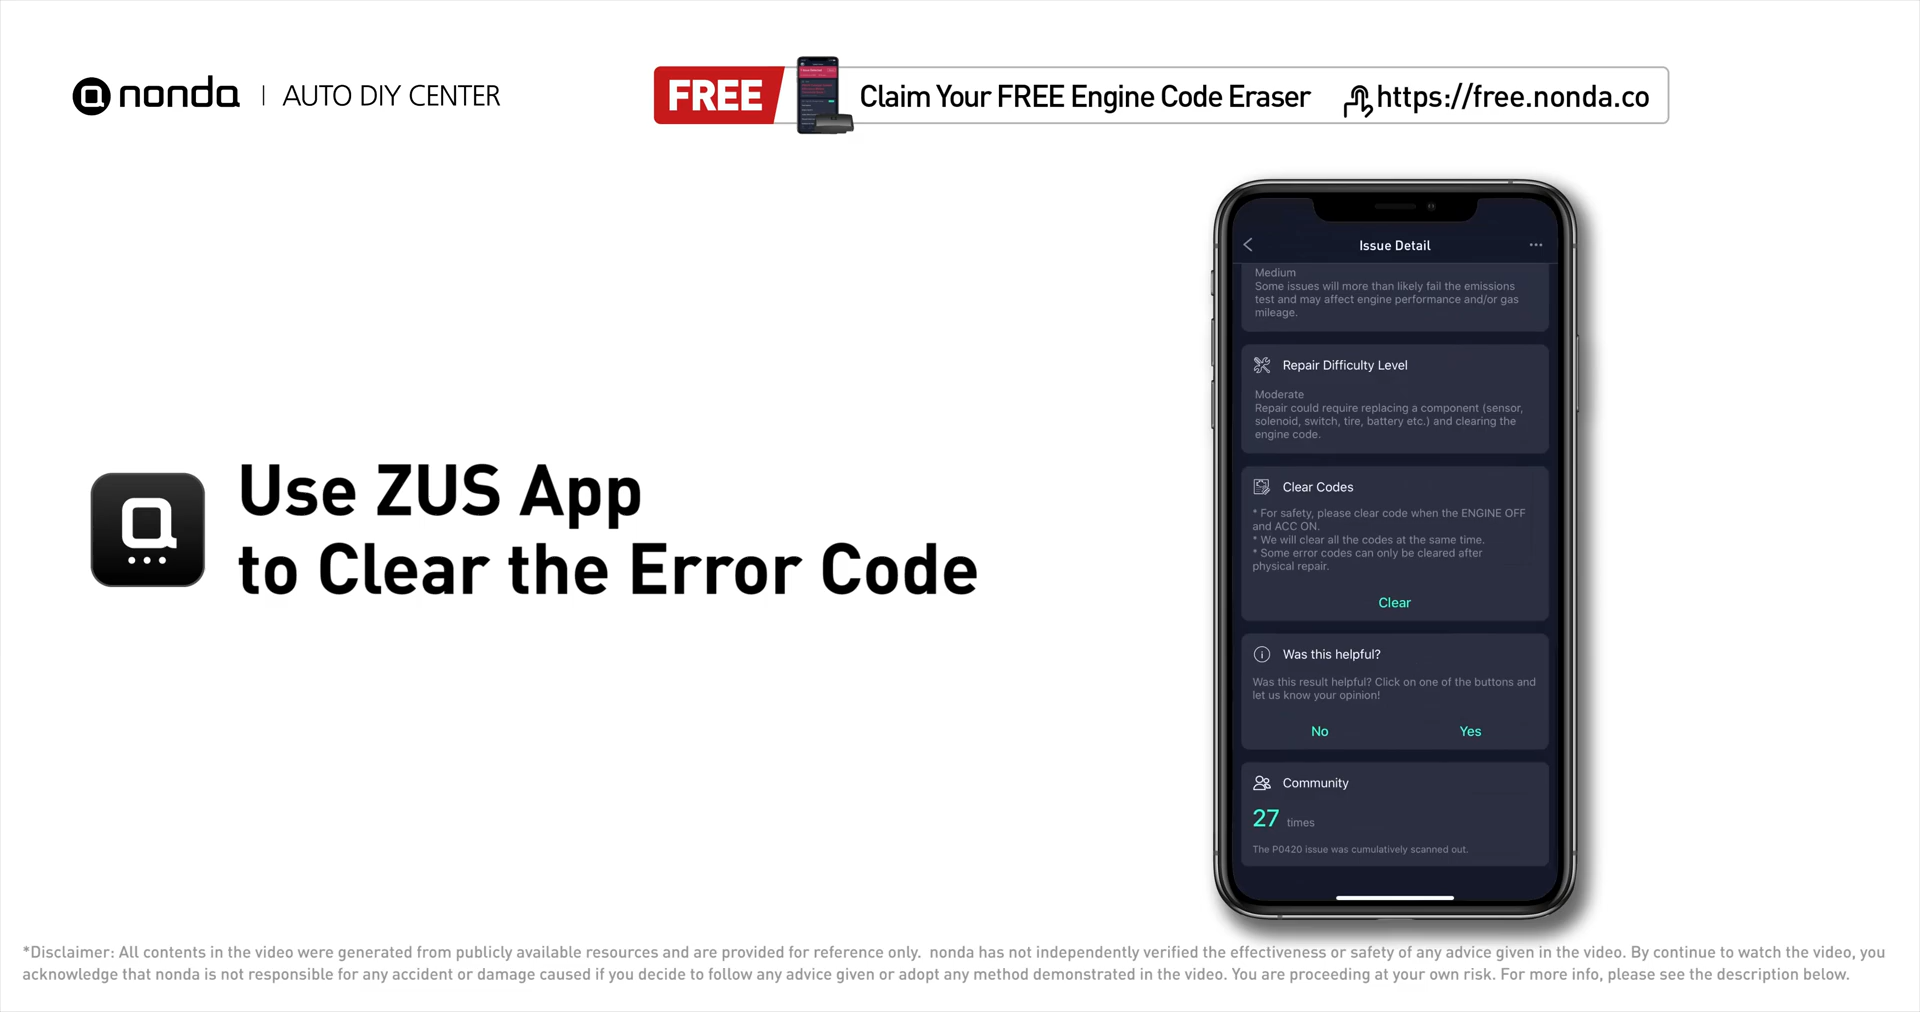 nonda | AUTO DIY CENTER
FREE Claim Your FREE Engine Code Eraser https://free.nonda.co
Use ZUS App
to Clear the Error Code
Issue Detail
Medium
Some issues will more than likely fail the emissions
test and may affect engine performance and/or gas
mileage.
Repair Difficulty Level
Moderate
Repair could require replacing a component (sensor,
solenoid, switch, tire, battery etc.) and clearing the
engine code.
Clear Codes
* For safety, please clear code when the ENGINE OFF
and ACC ON.
* We will clear all the codes at the same time.
* Some error codes can only be cleared after
physical repair.
Clear
Was this helpful?
Was this result helpful? Click on one of the buttons and
let us know your opinion!
No Yes
Community
27 times
The P0420 issue was cumulatively scanned out.
*Disclaimer: All contents in the video were generated from publicly available resources and are provided for reference only. nonda has not independently verified the effectiveness or safety of any advice given in the video. By continue to watch the video, you
acknowledge that nonda is not responsible for any accident or damage caused if you decide to follow any advice given or adopt any method demonstrated in the video. You are proceeding at your own risk. For more info, please see the description below.